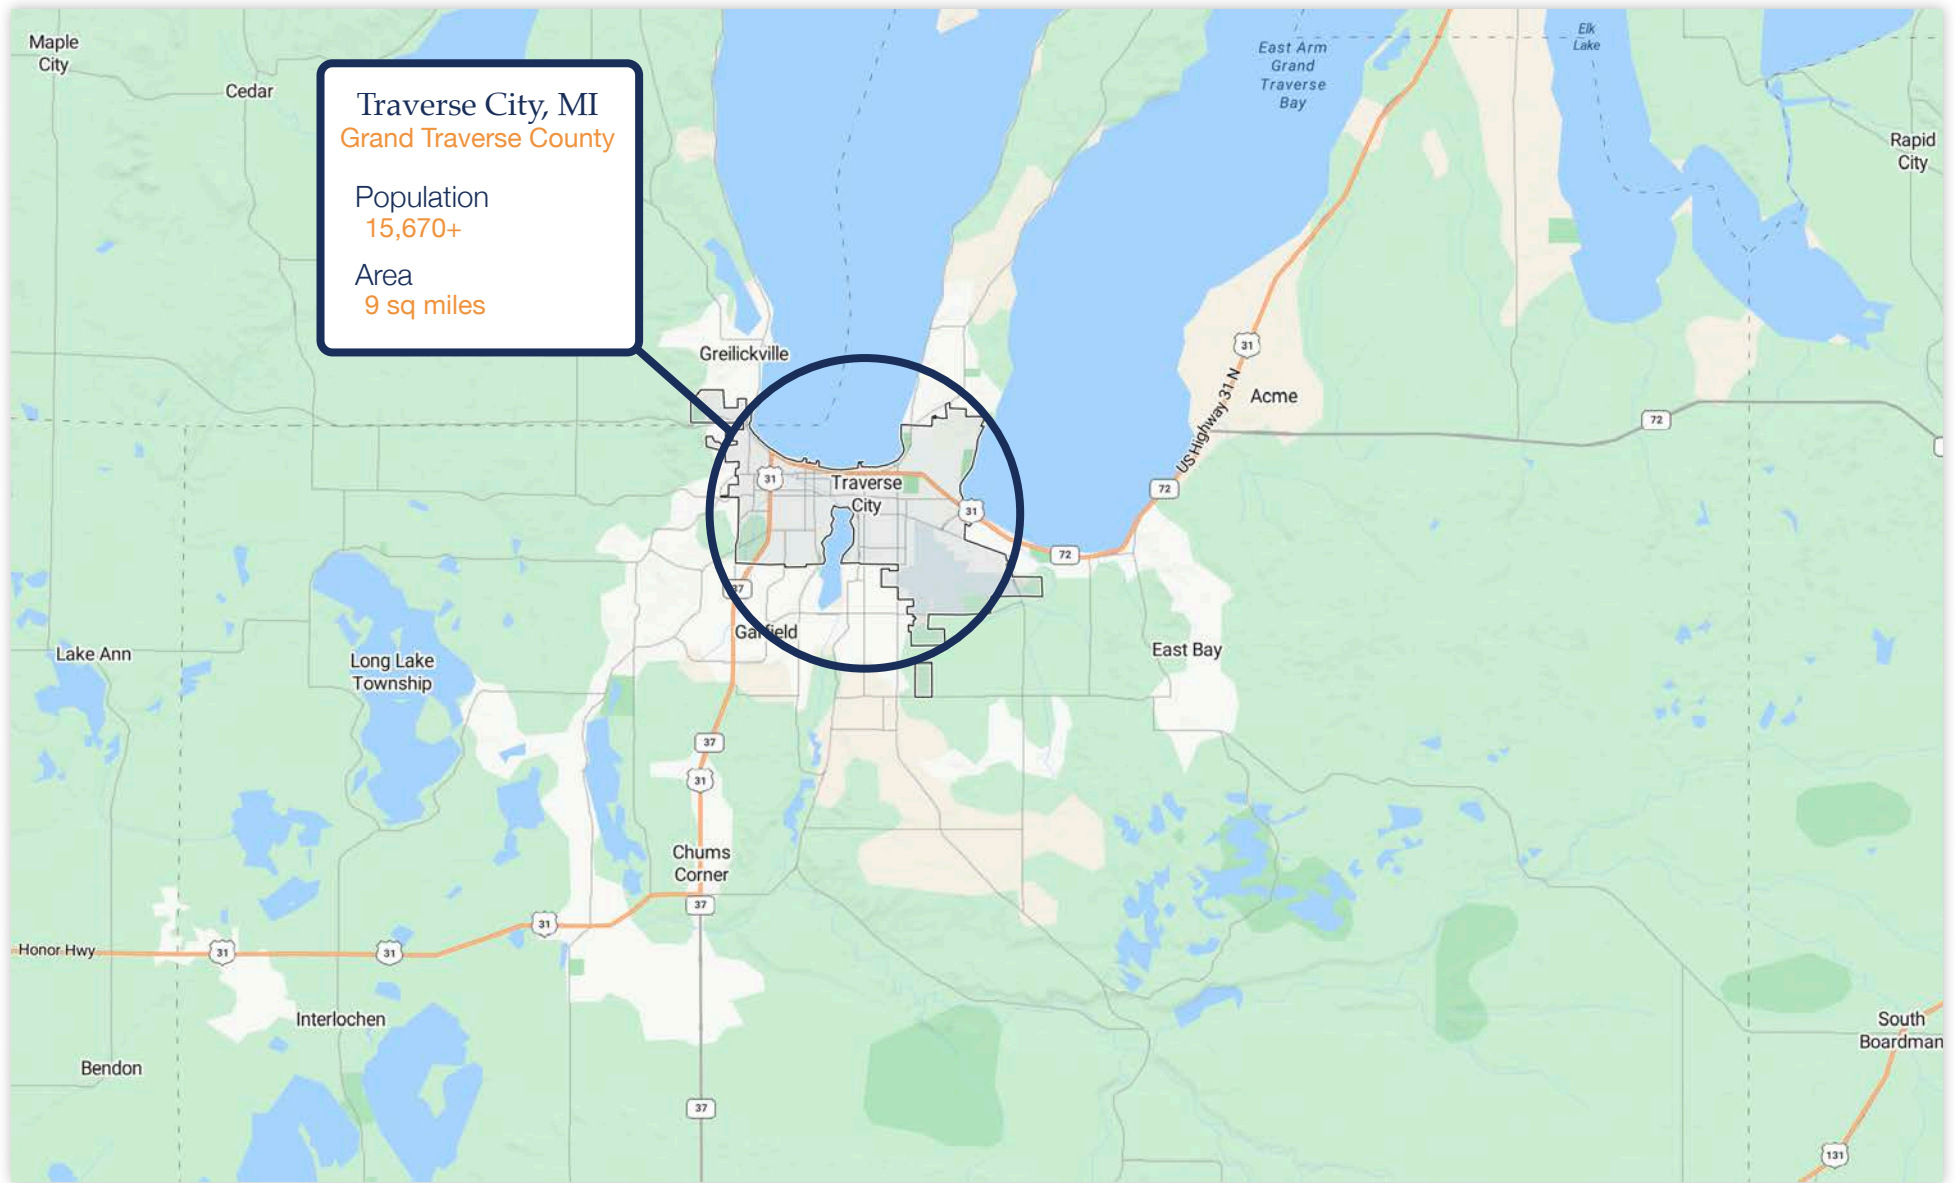 Maple
City
Cedar
Traverse City, MI
Grand Traverse County
Population
15,670+
Area
9 sq miles
East Arm
Grand
Traverse
Bay
Elk
Lake
Rapid
City
Greilickville
31
Acme
US Highway 31 N
72
72
31
Traverse
City
31
72
37
Garfield
East Bay
Lake Ann
Long Lake
Township
37
31
Chums
Corner
37
31
Honor Hwy
31
31
Interlochen
South
Boardman
Bendon
37
131